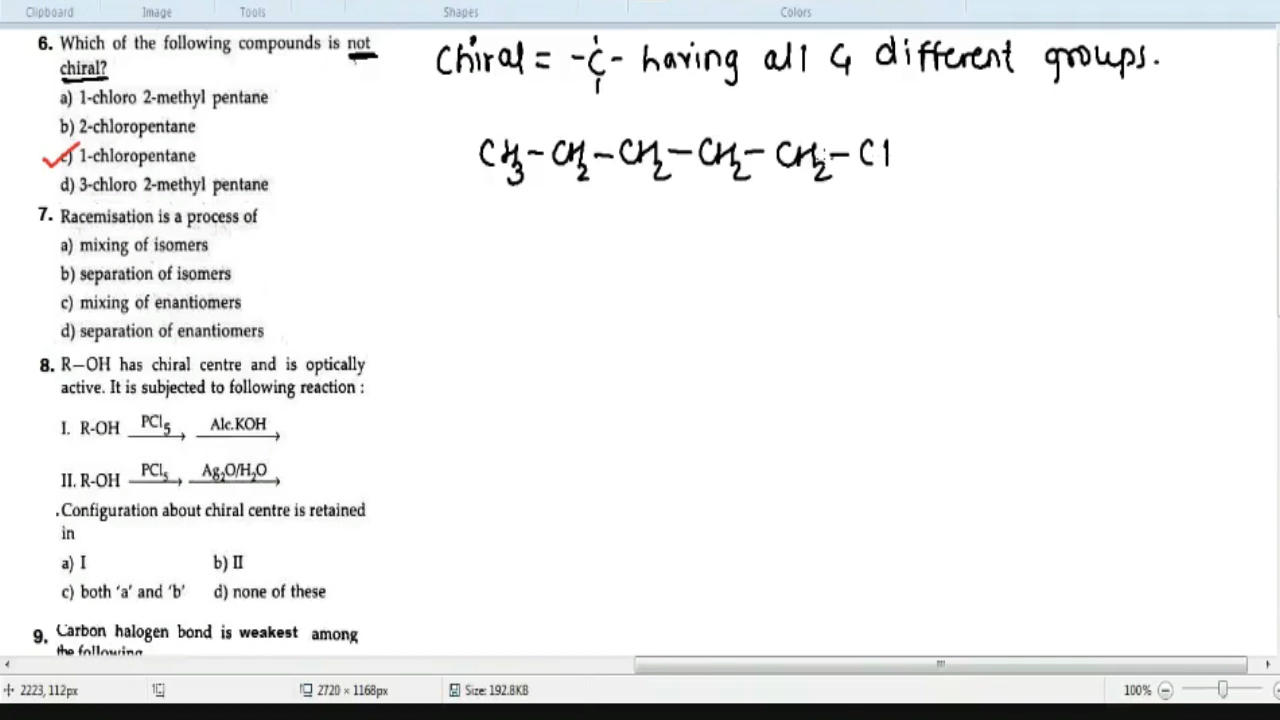 Clipboard Image Tools Shapes Colors
6. Which of the following compounds is not
chiral?
a) 1-chloro 2-methyl pentane
b) 2-chloropentane
c) 1-chloropentane
d) 3-chloro 2-methyl pentane
7. Racemisation is a process of
a) mixing of isomers
b) separation of isomers
c) mixing of enantiomers
d) separation of enantiomers
8. R–OH has chiral centre and is optically
active. It is subjected to following reaction :
I. R-OH PCl5 → Alc.KOH →
II. R-OH PCl5 → Ag2O/H2O →
.Configuration about chiral centre is retained
in
a) I b) II
c) both 'a' and 'b' d) none of these
9. Carbon halogen bond is weakest among
the following
Chiral = -C- having all 4 different groups.
CH3-CH2-CH2-CH2-CH2-Cl
2223, 112px 2720 × 1168px Size: 192.8KB 100%